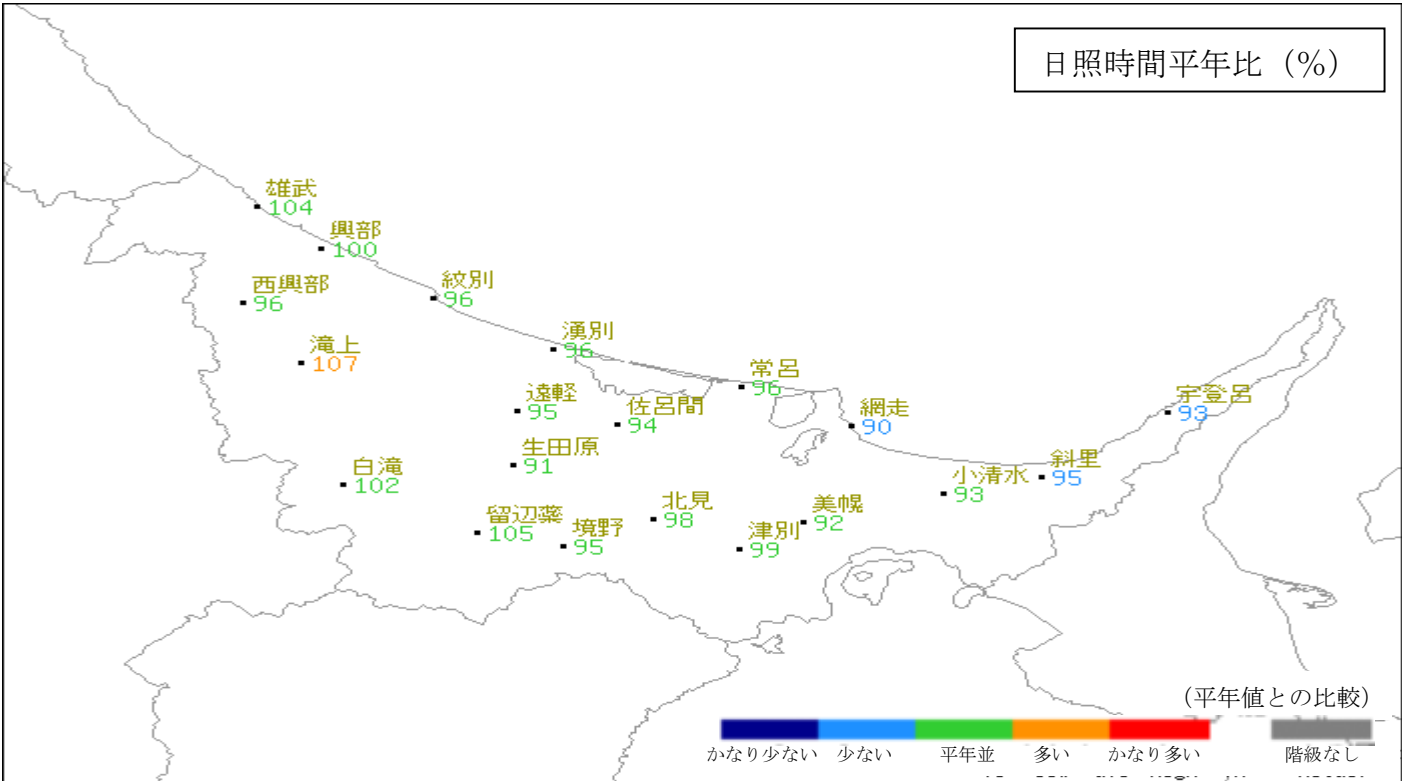 日照時間平年比（%）
雄武
104
興部
100
西興部
96
紋別
96
滝上
107
湧別
96
常呂
96
遠軽
95
佐呂間
94
網走
90
宇登呂
93
生田原
91
白滝
102
小清水
93
斜里
95
留辺蘂
105
境野
95
北見
98
美幌
92
津別
99
（平年値との比較）
かなり少ない 少ない 平年並 多い かなり多い 階級なし